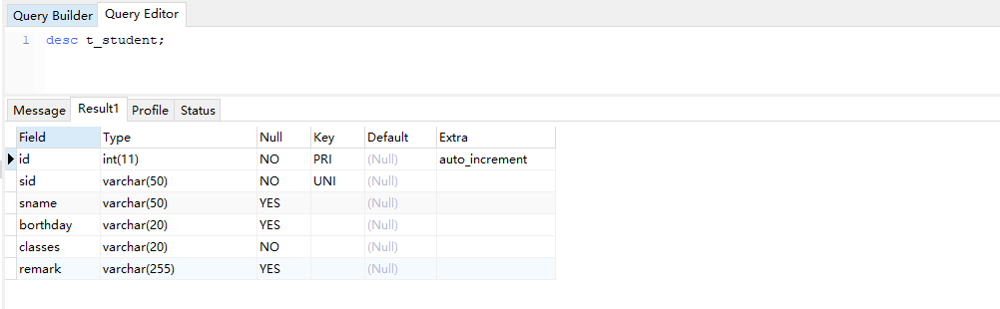 Query Builder Query Editor
1 desc t_student;
Message Result1 Profile Status
Field Type Null Key Default Extra
id int(11) NO PRI (Null) auto_increment
sid varchar(50) NO UNI (Null)
sname varchar(50) YES (Null)
borthday varchar(20) YES (Null)
classes varchar(20) NO (Null)
remark varchar(255) YES (Null)